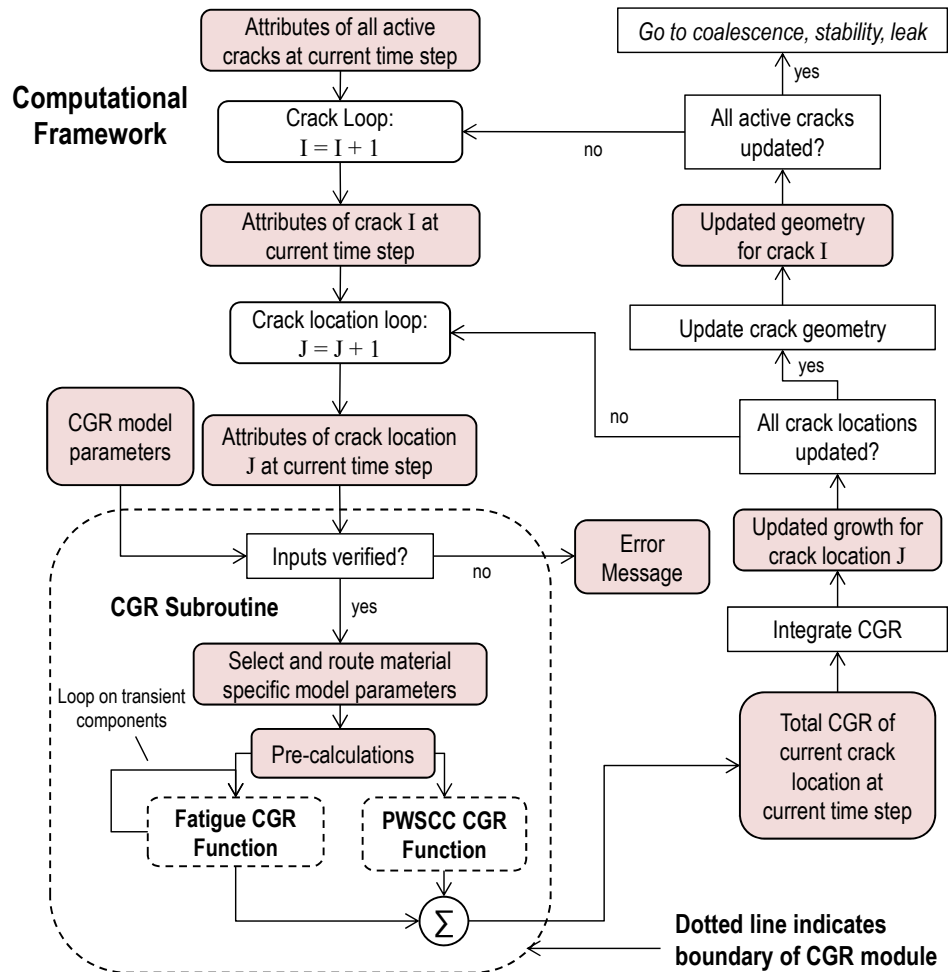 Attributes of all active
cracks at current time step
Go to coalescence, stability, leak
yes
Computational
Framework
Crack Loop:
I = I + 1
no
All active cracks
updated?
Attributes of crack I at
current time step
Updated geometry
for crack I
Crack location loop:
J = J + 1
Update crack geometry
yes
CGR model
parameters
Attributes of crack location
J at current time step
no
All crack locations
updated?
Updated growth for
crack location J
Inputs verified?
no
Error
Message
CGR Subroutine
yes
Integrate CGR
Select and route material
specific model parameters
Loop on transient
components
Pre-calculations
Total CGR of
current crack
location at
current time step
Fatigue CGR
Function
PWSCC CGR
Function
Σ
Dotted line indicates
boundary of CGR module